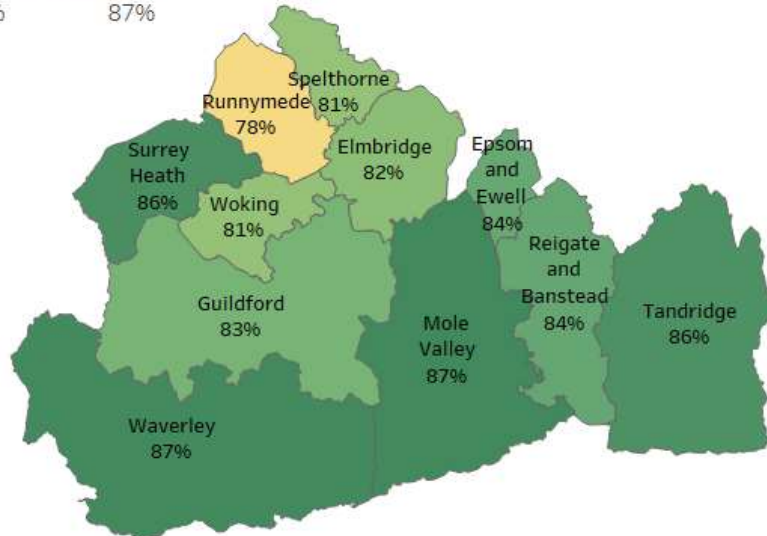 % 87%
Spelthorne
81%
Runnymede
78%
Elmbridge
82%
Epsom
and
Ewell
84%
Surrey
Heath
86%
Woking
81%
Reigate
and
Banstead
84%
Guildford
83%
Mole
Valley
87%
Tandridge
86%
Waverley
87%